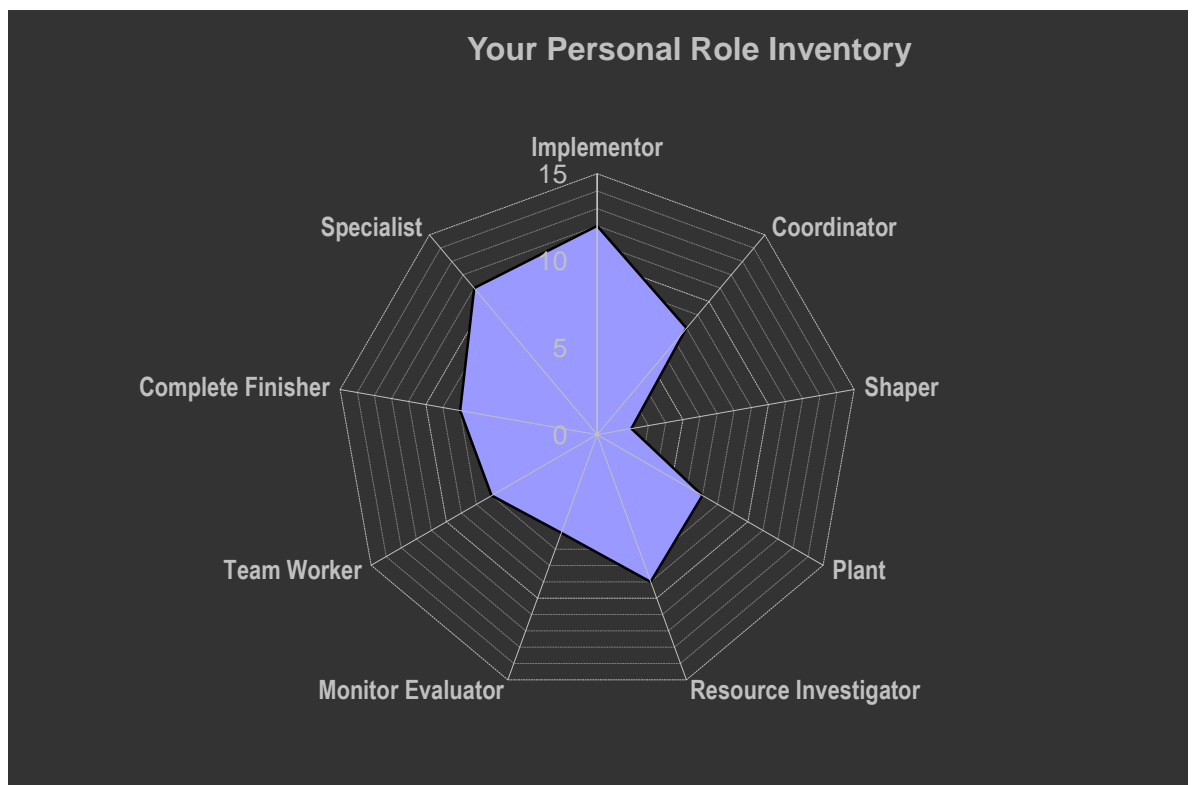 Your Personal Role Inventory
Implementor
15
Specialist
Coordinator
10
5
Complete Finisher
Shaper
0
Team Worker
Plant
Monitor Evaluator
Resource Investigator